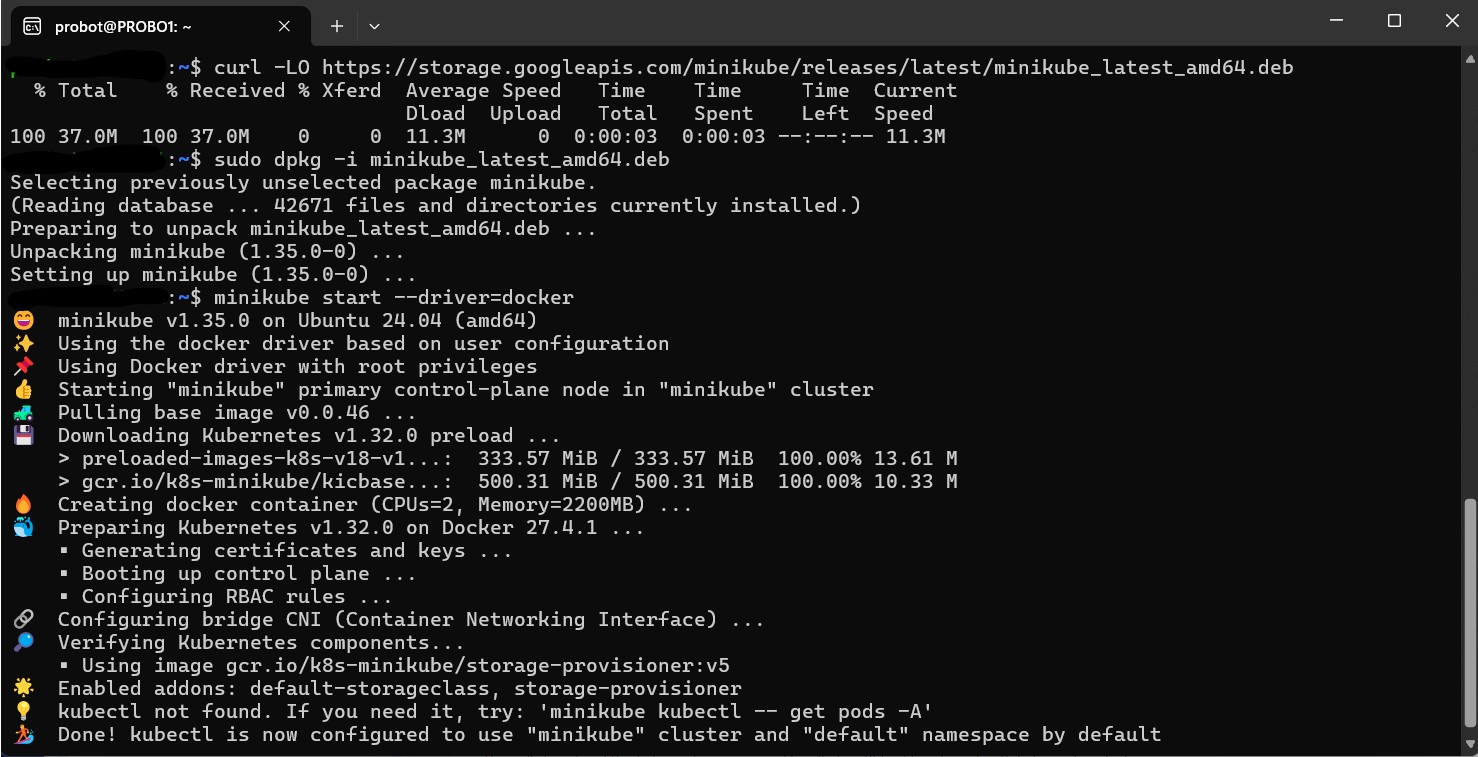 probot@PROBO1: ~
:~$ curl -LO https://storage.googleapis.com/minikube/releases/latest/minikube_latest_amd64.deb
% Total % Received % Xferd Average Speed Time Time Time Current
Dload Upload Total Spent Left Speed
100 37.0M 100 37.0M 0 0 11.3M 0 0:00:03 0:00:03 --:--:-- 11.3M
:~$ sudo dpkg -i minikube_latest_amd64.deb
Selecting previously unselected package minikube.
(Reading database ... 42671 files and directories currently installed.)
Preparing to unpack minikube_latest_amd64.deb ...
Unpacking minikube (1.35.0-0) ...
Setting up minikube (1.35.0-0) ...
:~$ minikube start --driver=docker
😄 minikube v1.35.0 on Ubuntu 24.04 (amd64)
✨ Using the docker driver based on user configuration
📌 Using Docker driver with root privileges
👍 Starting "minikube" primary control-plane node in "minikube" cluster
🚜 Pulling base image v0.0.46 ...
💾 Downloading Kubernetes v1.32.0 preload ...
> preloaded-images-k8s-v18-v1...: 333.57 MiB / 333.57 MiB 100.00% 13.61 M
> gcr.io/k8s-minikube/kicbase...: 500.31 MiB / 500.31 MiB 100.00% 10.33 M
🔥 Creating docker container (CPUs=2, Memory=2200MB) ...
🐳 Preparing Kubernetes v1.32.0 on Docker 27.4.1 ...
▪ Generating certificates and keys ...
▪ Booting up control plane ...
▪ Configuring RBAC rules ...
🔗 Configuring bridge CNI (Container Networking Interface) ...
🔎 Verifying Kubernetes components...
▪ Using image gcr.io/k8s-minikube/storage-provisioner:v5
🌟 Enabled addons: default-storageclass, storage-provisioner
💡 kubectl not found. If you need it, try: 'minikube kubectl -- get pods -A'
🏄 Done! kubectl is now configured to use "minikube" cluster and "default" namespace by default